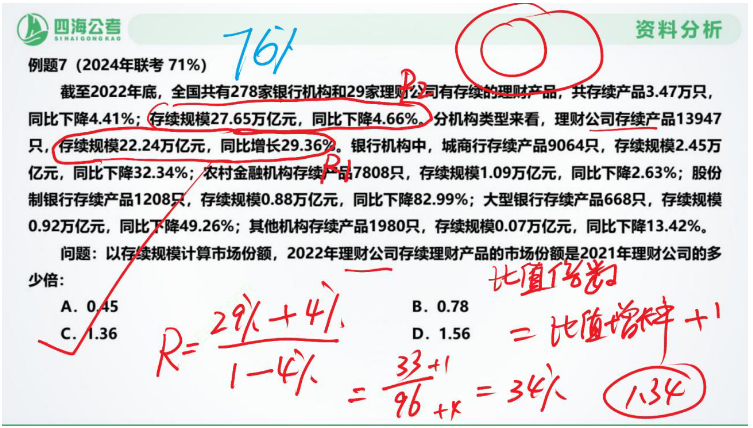 四海公考
SIHAIGONGKAO
资料分析
76%
例题7（2024年联考 71%）
截至2022年底，全国共有278家银行机构和29家理财公司有存续的理财产品，共存续产品3.47万只，
R2
同比下降4.41%；存续规模27.65万亿元，同比下降4.66%。分机构类型来看，理财公司存续产品13947
只，存续规模22.24万亿元，同比增长29.36%。银行机构中，城商行存续产品9064只，存续规模2.45万
R1
亿元，同比下降32.34%；农村金融机构存续产品7808只，存续规模1.09万亿元，同比下降2.63%；股份
制银行存续产品1208只，存续规模0.88万亿元，同比下降82.99%；大型银行存续产品668只，存续规模
0.92万亿元，同比下降49.26%；其他机构存续产品1980只，存续规模0.07万亿元，同比下降13.42%。
问题：以存续规模计算市场份额，2022年理财公司存续理财产品的市场份额是2021年理财公司的多
少倍：
A. 0.45
B. 0.78
C. 1.36
D. 1.56
比值倍数
= 比值增长率 + 1
R= 29%+4%
1-4%
= 33+1
96+4 = 34%
1.34